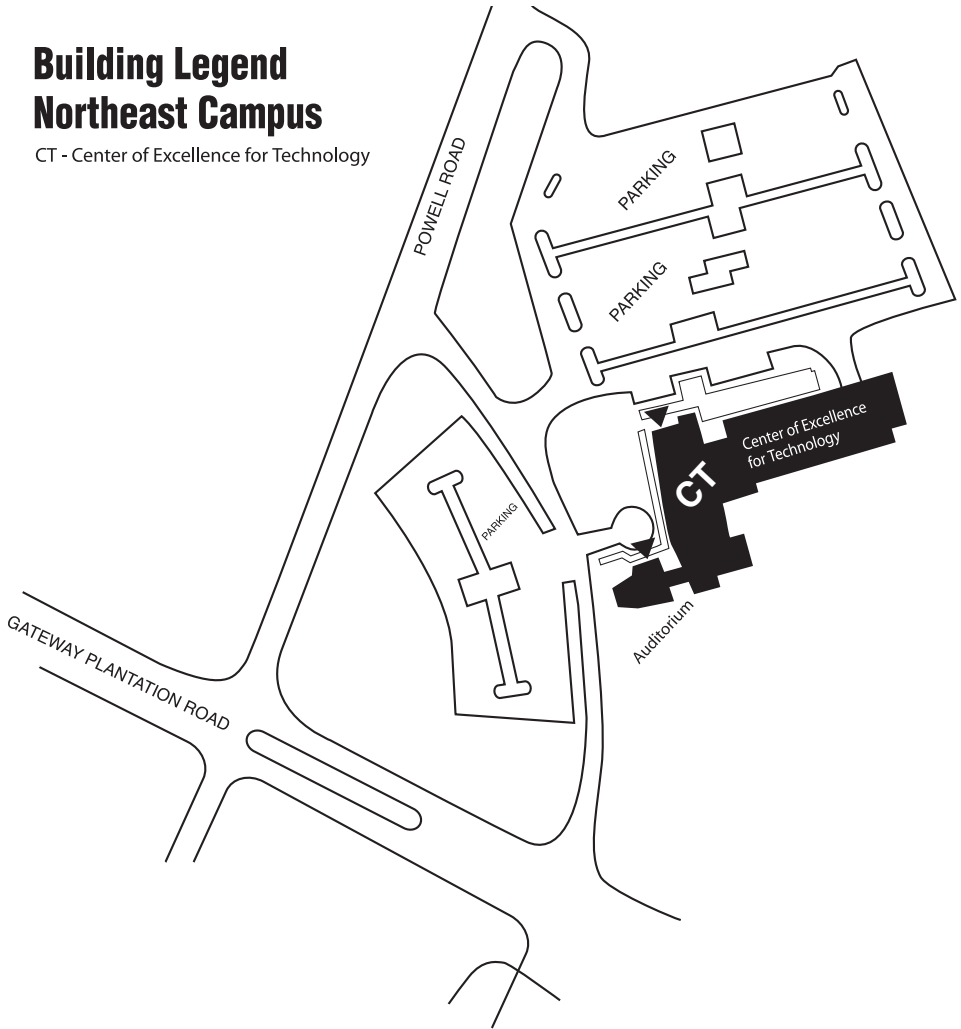 Building Legend
Northeast Campus
CT - Center of Excellence for Technology
POWELL ROAD
PARKING
PARKING
Center of Excellence
for Technology
CT
PARKING
Auditorium
GATEWAY PLANTATION ROAD